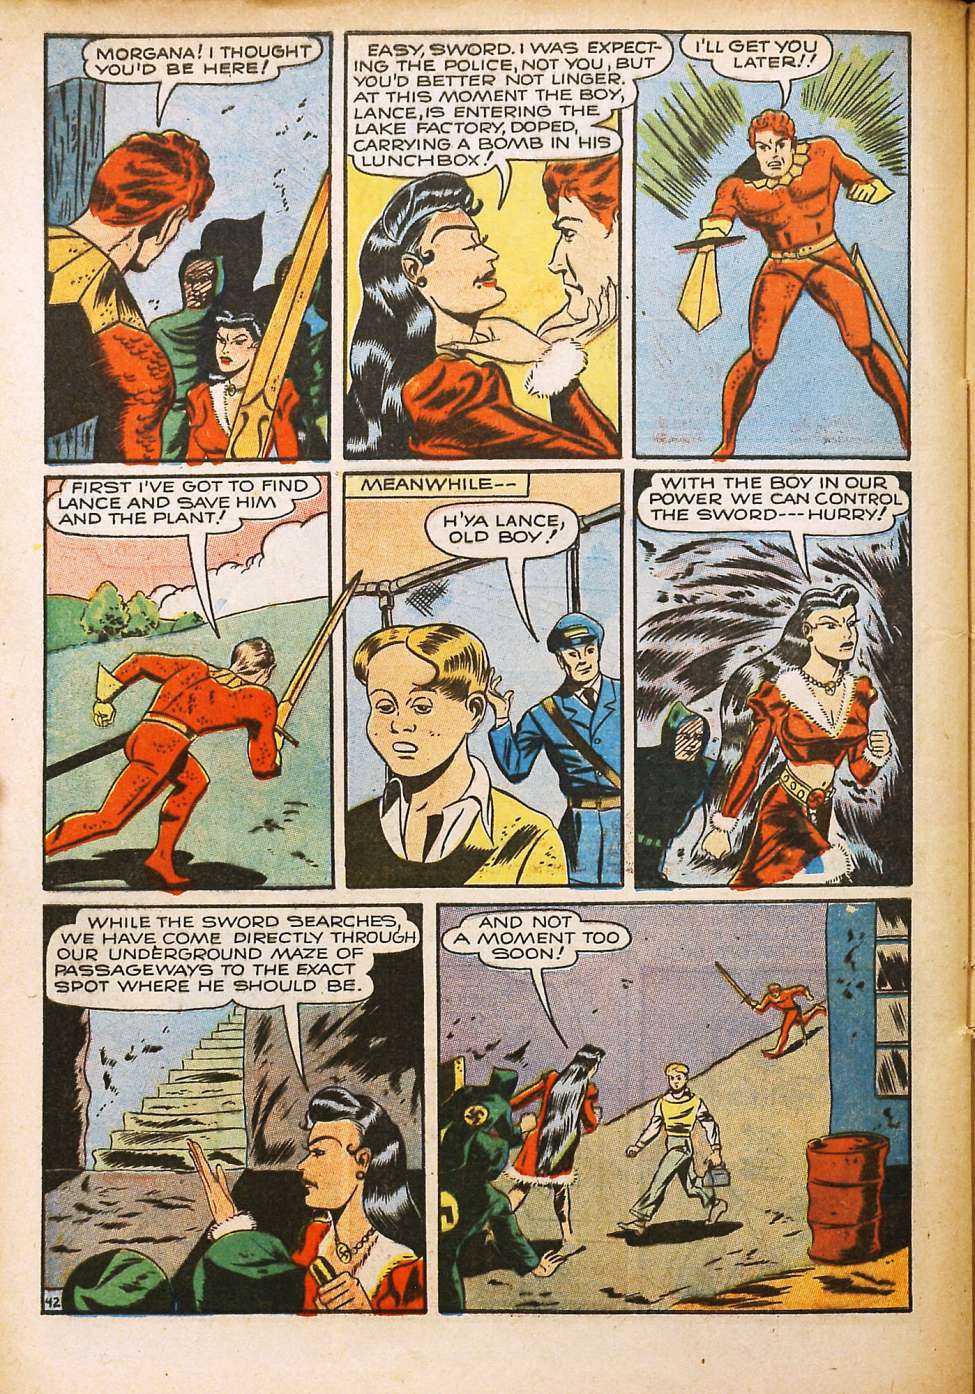 MORGANA! I THOUGHT
YOU'D BE HERE!
EASY, SWORD. I WAS EXPECT-
ING THE POLICE, NOT YOU, BUT
YOU'D BETTER NOT LINGER.
AT THIS MOMENT THE BOY,
LANCE, IS ENTERING THE
LAKE FACTORY, DOPED,
CARRYING A BOMB IN HIS
LUNCHBOX!
I'LL GET YOU
LATER!!
FIRST I'VE GOT TO FIND
LANCE AND SAVE HIM
AND THE PLANT!
MEANWHILE--
H'YA LANCE,
OLD BOY!
WITH THE BOY IN OUR
POWER WE CAN CONTROL
THE SWORD---HURRY!
WHILE THE SWORD SEARCHES,
WE HAVE COME DIRECTLY THROUGH
OUR UNDERGROUND MAZE OF
PASSAGEWAYS TO THE EXACT
SPOT WHERE HE SHOULD BE.
AND NOT
A MOMENT TOO
SOON!
42